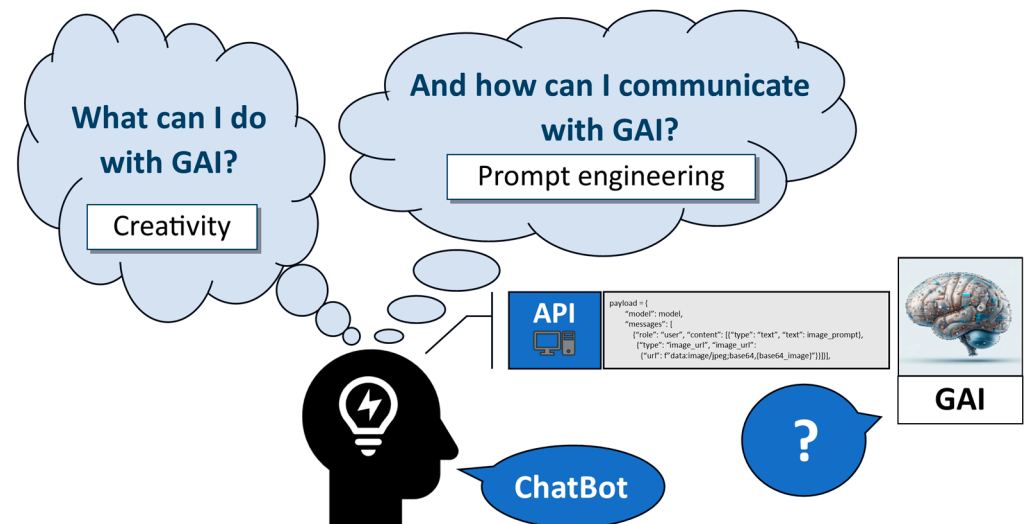 What can I do
with GAI?
Creativity
And how can I communicate
with GAI?
Prompt engineering
API
payload = {
"model": model,
"messages": [
{"role": "user", "content": [{"type": "text", "text": image_prompt},
{"type": "image_url", "image_url":
{"url": f"data:image/jpeg;base64,{base64_image}"}}]}],
GAI
?
ChatBot